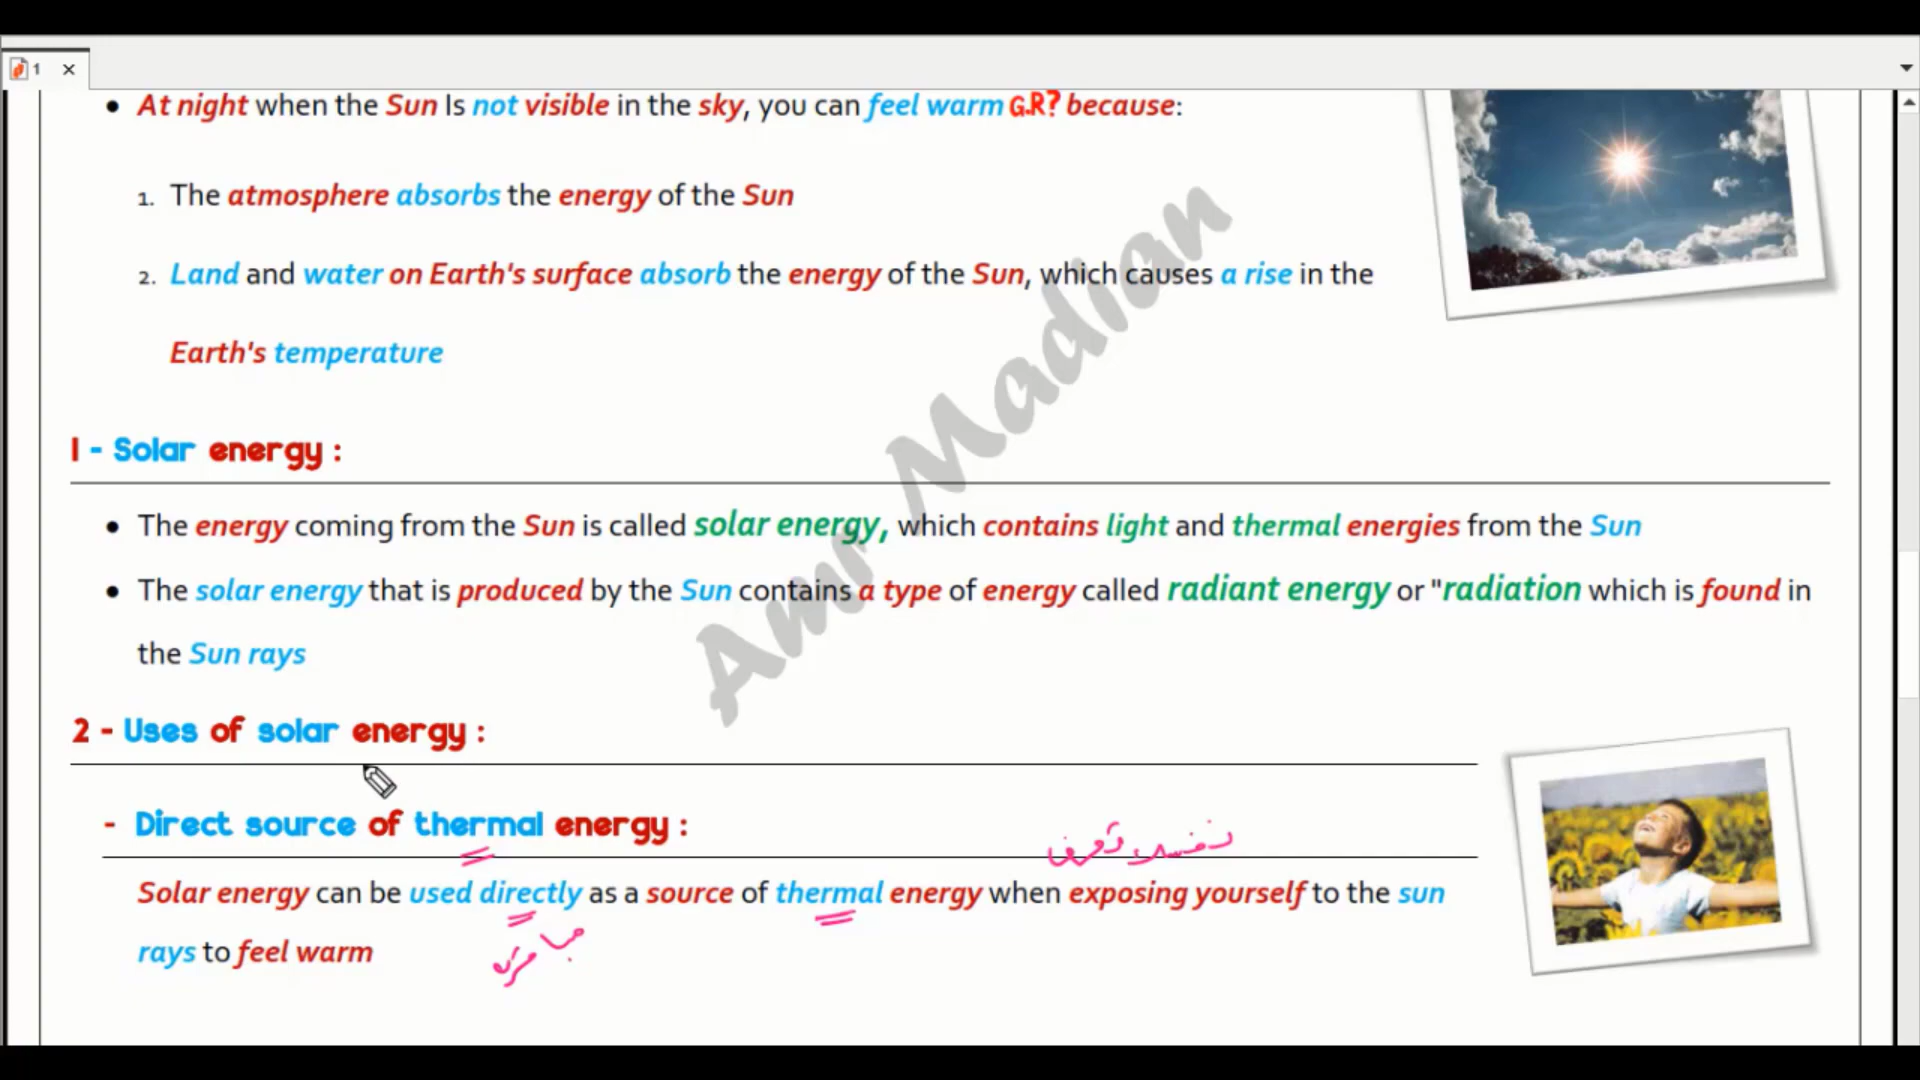 1
At night when the Sun Is not visible in the sky, you can feel warm G.R? because:
1. The atmosphere absorbs the energy of the Sun
2. Land and water on Earth's surface absorb the energy of the Sun, which causes a rise in the
Earth's temperature
1 - Solar energy :
• The energy coming from the Sun is called solar energy, which contains light and thermal energies from the Sun
• The solar energy that is produced by the Sun contains a type of energy called radiant energy or "radiation which is found in
the Sun rays
2 - Uses of solar energy :
- Direct source of thermal energy :
Solar energy can be used directly as a source of thermal energy when exposing yourself to the sun
rays to feel warm
Amr Madian